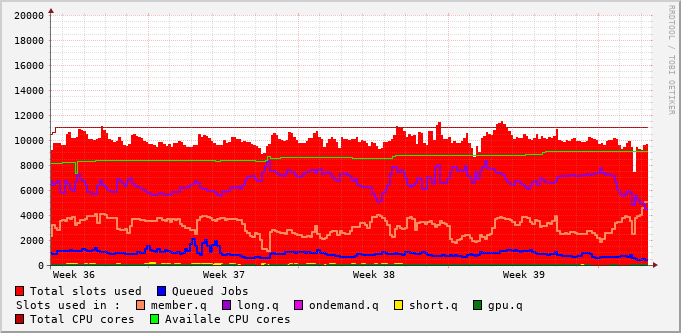 RRDTOOL / TOBI OETIKER
20000
18000
16000
14000
12000
10000
8000
6000
4000
2000
0
Week 36 Week 37 Week 38 Week 39
Total slots used Queued Jobs
Slots used in : member.q long.q ondemand.q short.q gpu.q
Total CPU cores Availale CPU cores